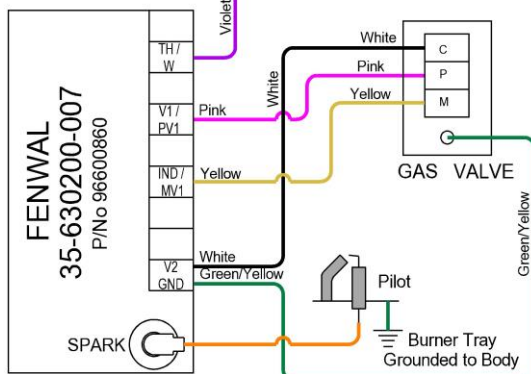 Violet
TH /
W
V1 /
PV1
IND /
MV1
V2
GND
FENWAL
35-630200-007
P/No 96600860
Pink
Yellow
White
Green/Yellow
White
White
Pink
Yellow
C
P
M
GAS VALVE
Green/Yellow
Pilot
SPARK
Burner Tray
Grounded to Body